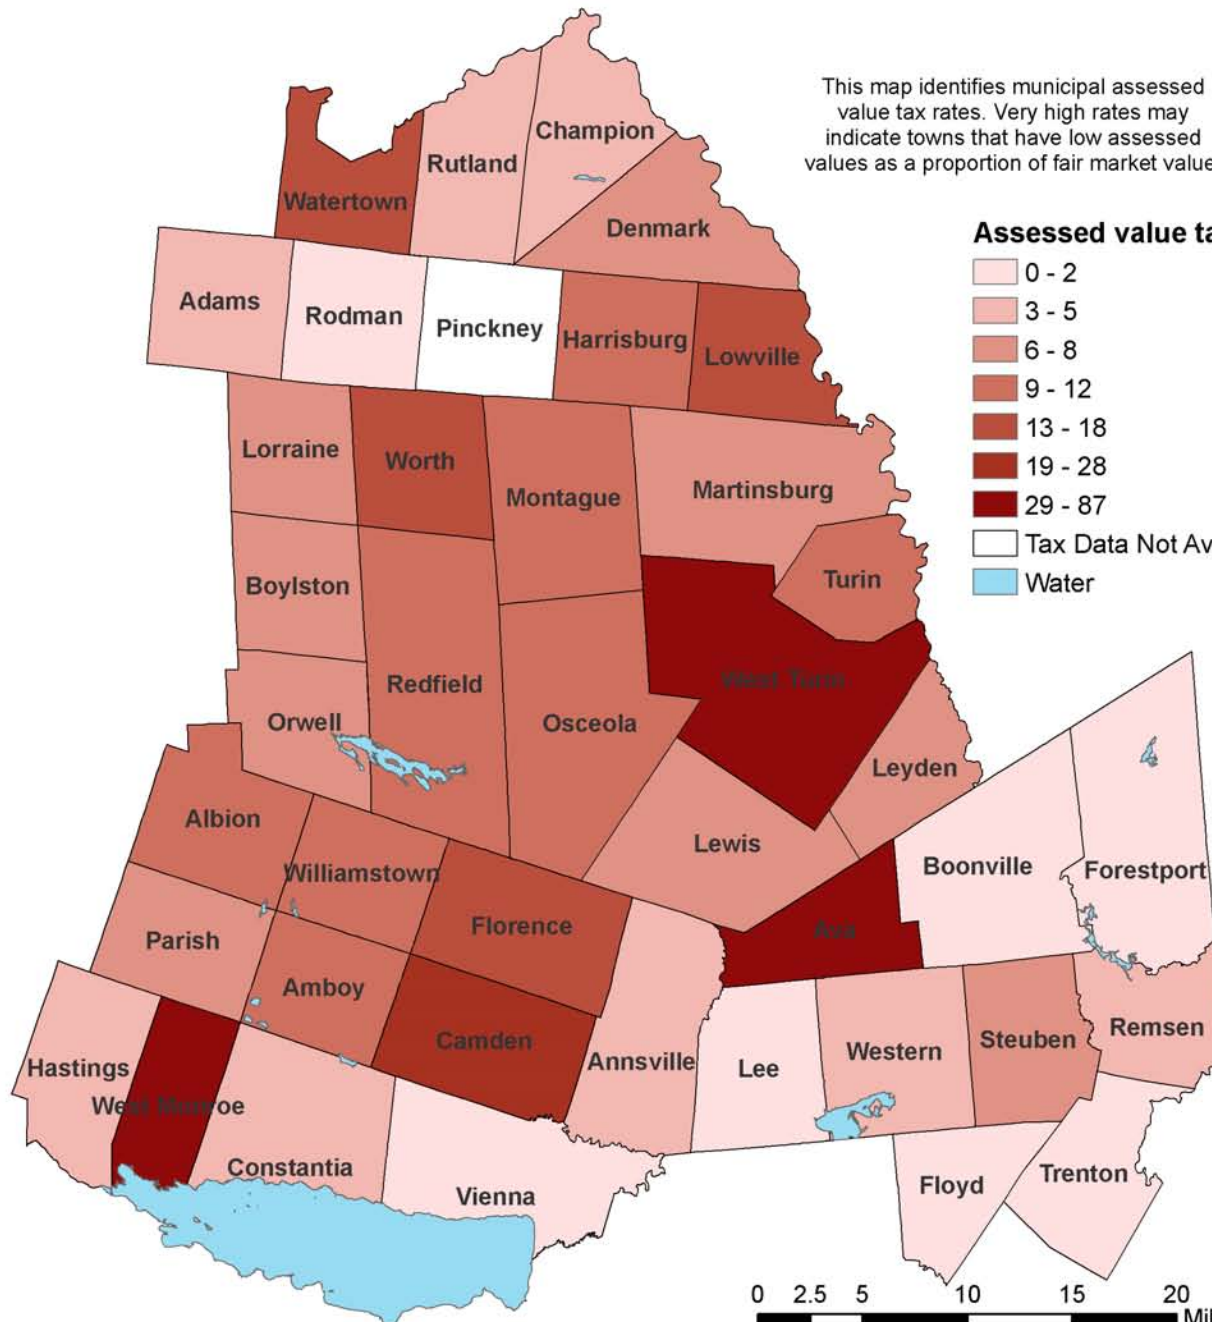 This map identifies municipal assessed
value tax rates. Very high rates may
indicate towns that have low assessed
values as a proportion of fair market value
Champion
Rutland
Watertown
Denmark
Assessed value ta
0 - 2
3 - 5
6 - 8
9 - 12
13 - 18
19 - 28
29 - 87
Tax Data Not Av
Water
Adams
Rodman
Pinckney
Harrisburg
Lowville
Lorraine
Worth
Montague
Martinsburg
Boylston
Turin
Redfield
West Turin
Orwell
Osceola
Leyden
Albion
Williamstown
Lewis
Boonville
Forestport
Parish
Florence
Ava
Amboy
Camden
Hastings
West Monroe
Annsville
Lee
Western
Steuben
Remsen
Constantia
Vienna
Floyd
Trenton
0 2.5 5 10 15 20
Mil